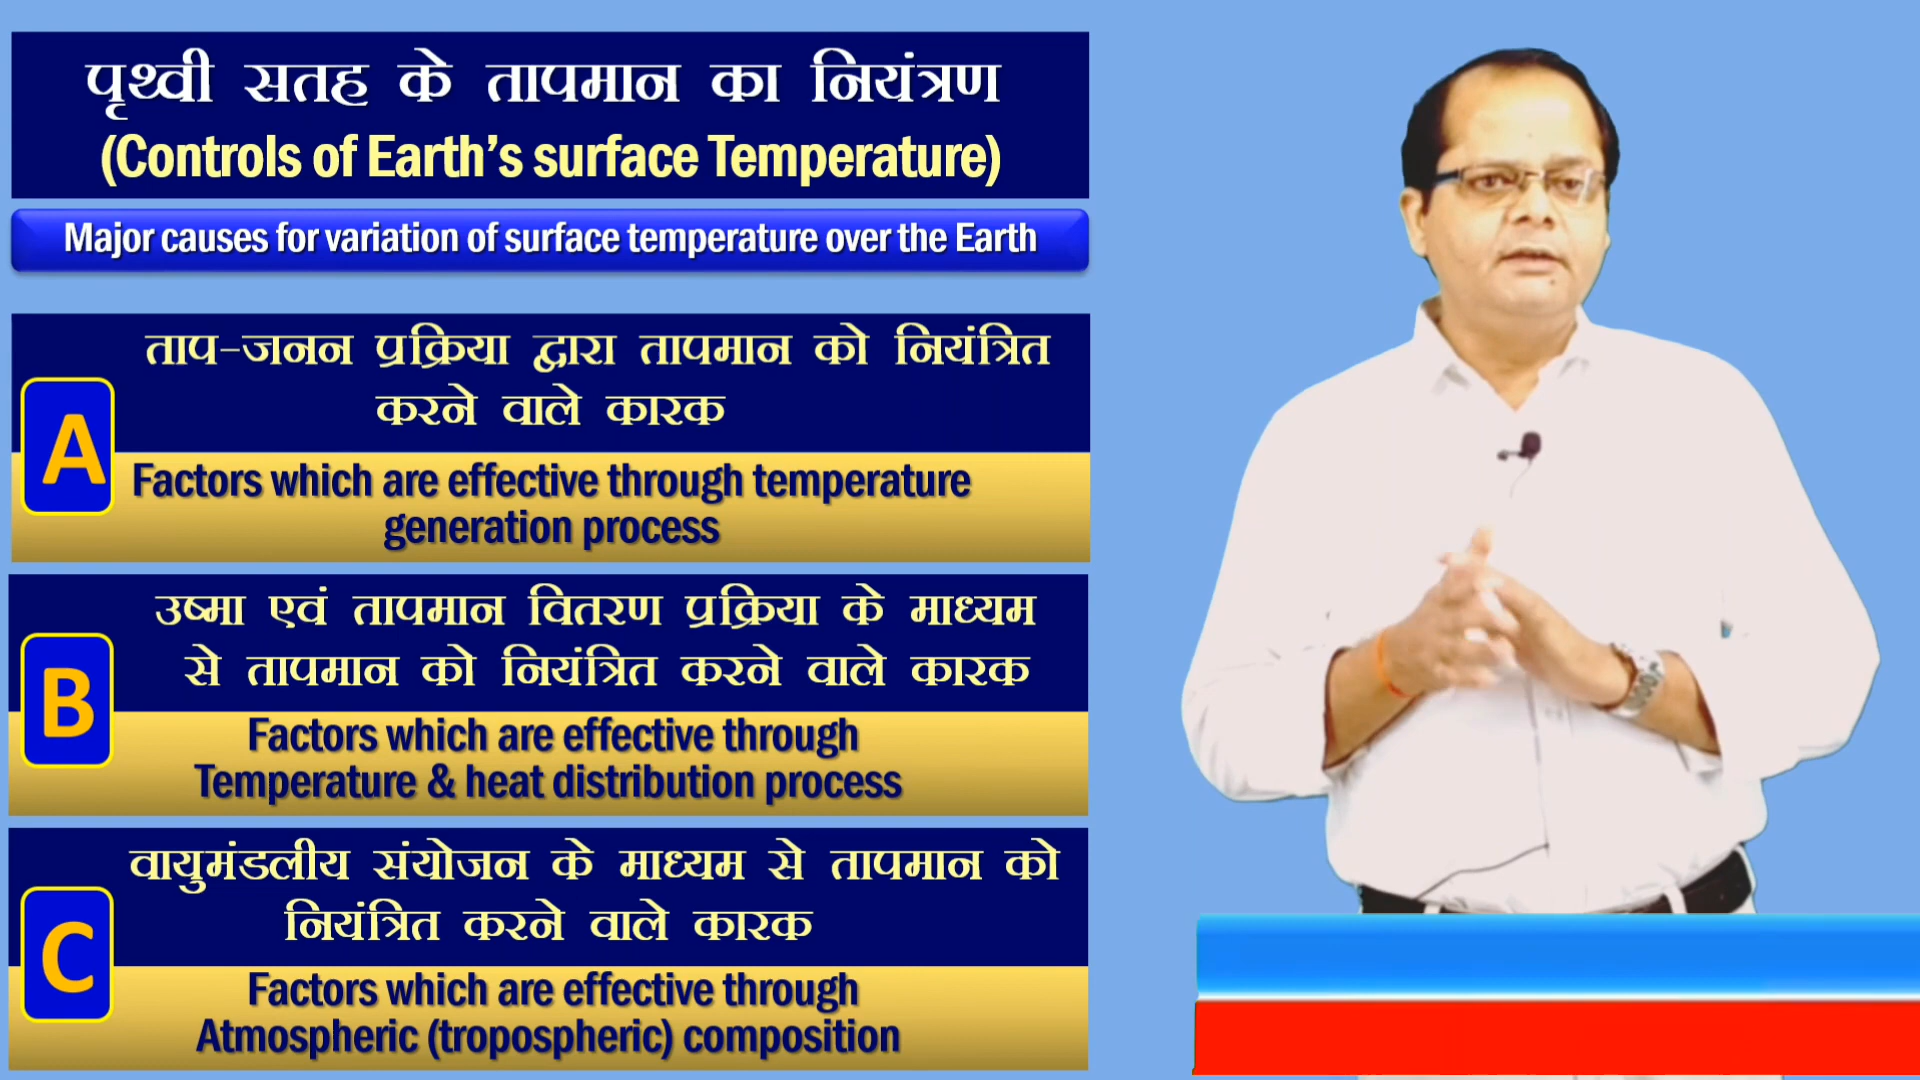 पृथ्वी सतह के तापमान का नियंत्रण
(Controls of Earth’s surface Temperature)
Major causes for variation of surface temperature over the Earth
A
ताप-जनन प्रक्रिया द्वारा तापमान को नियंत्रित
करने वाले कारक
Factors which are effective through temperature
generation process
B
उष्मा एवं तापमान वितरण प्रक्रिया के माध्यम
से तापमान को नियंत्रित करने वाले कारक
Factors which are effective through
Temperature & heat distribution process
C
वायुमंडलीय संयोजन के माध्यम से तापमान को
नियंत्रित करने वाले कारक
Factors which are effective through
Atmospheric (tropospheric) composition